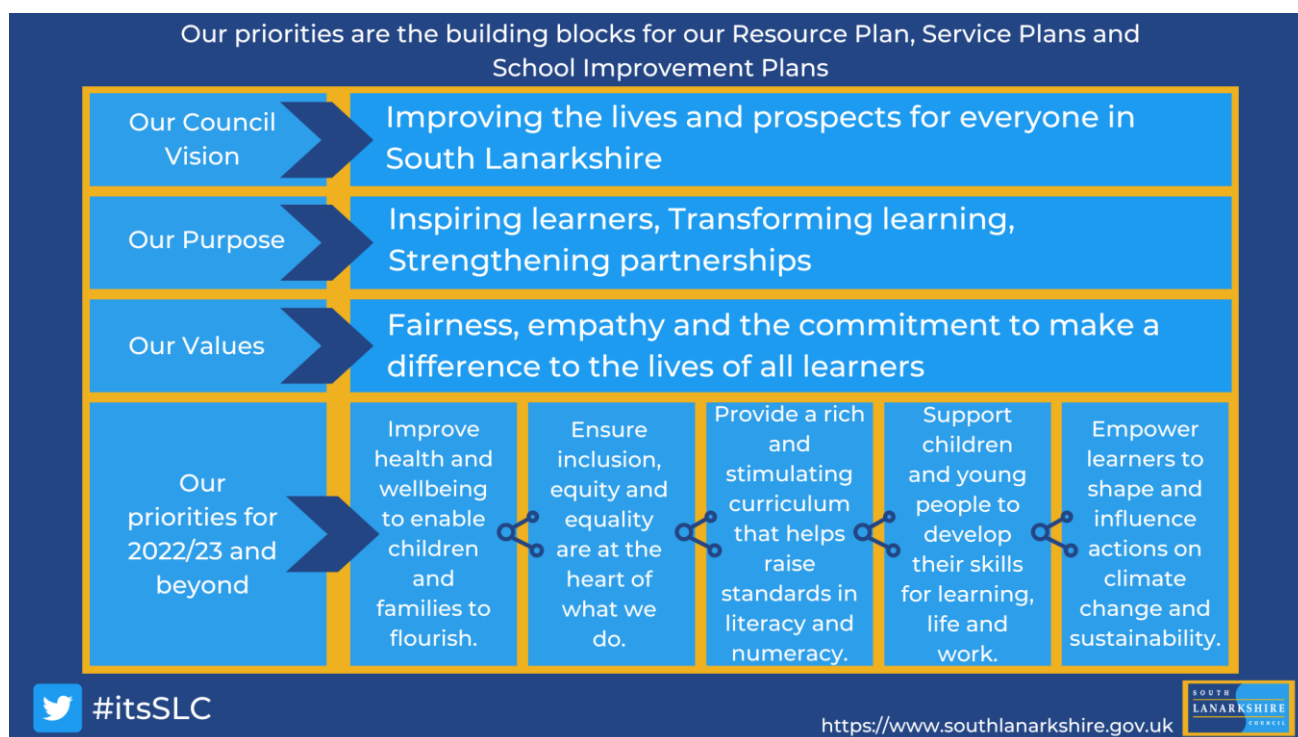 Our priorities are the building blocks for our Resource Plan, Service Plans and
School Improvement Plans
Our Council
Vision
Improving the lives and prospects for everyone in
South Lanarkshire
Our Purpose
Inspiring learners, Transforming learning,
Strengthening partnerships
Our Values
Fairness, empathy and the commitment to make a
difference to the lives of all learners
Our
priorities for
2022/23 and
beyond
Improve
health and
wellbeing
to enable
children
and
families to
flourish.
Ensure
inclusion,
equity and
equality
are at the
heart of
what we
do.
Provide a rich
and
stimulating
curriculum
that helps
raise
standards in
literacy and
numeracy.
Support
children
and young
people to
develop
their skills
for learning,
life and
work.
Empower
learners to
shape and
influence
actions on
climate
change and
sustainability.
#itsSLC
https://www.southlanarkshire.gov.uk
SOUTH
LANARKSHIRE
COUNCIL